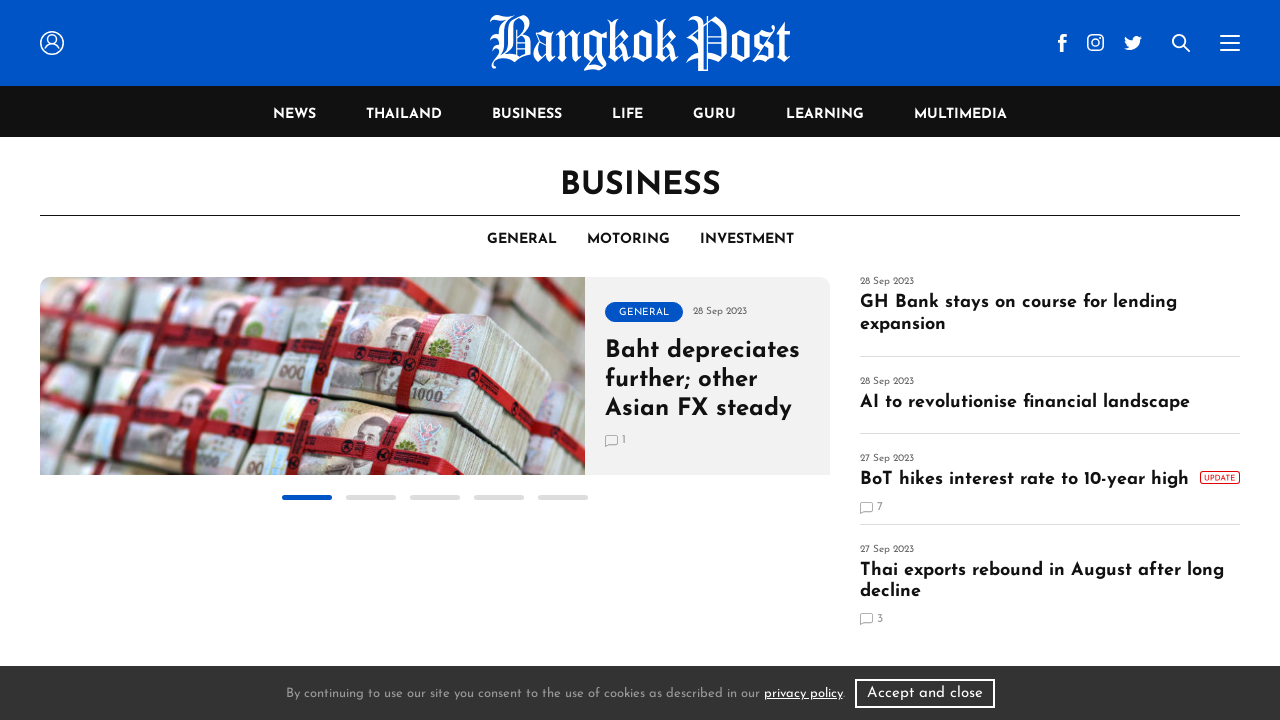 Bangkok Post
NEWS THAILAND BUSINESS LIFE GURU LEARNING MULTIMEDIA
BUSINESS
GENERAL MOTORING INVESTMENT
GENERAL 28 Sep 2023
Baht depreciates
further; other
Asian FX steady
1
28 Sep 2023
GH Bank stays on course for lending
expansion
28 Sep 2023
AI to revolutionise financial landscape
27 Sep 2023
BoT hikes interest rate to 10-year high UPDATE
7
27 Sep 2023
Thai exports rebound in August after long
decline
3
By continuing to use our site you consent to the use of cookies as described in our privacy policy. Accept and close